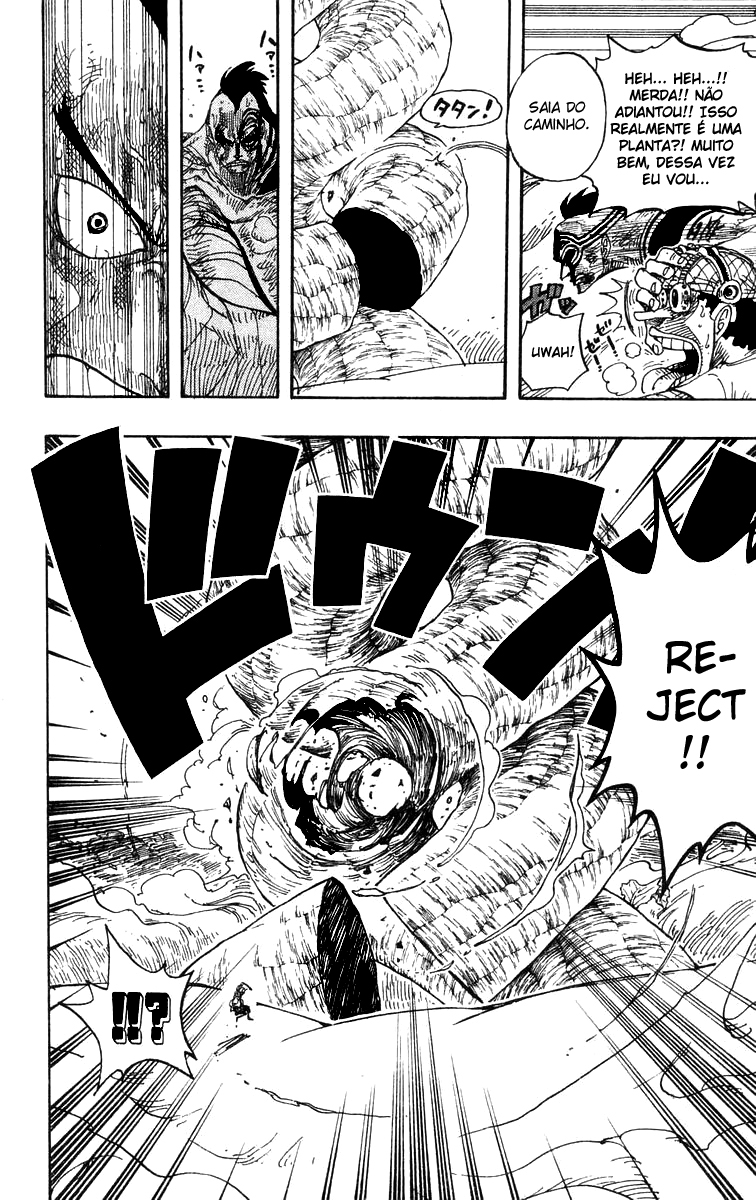 HEH... HEH...!!
MERDA!! NÃO
ADIANTOU!! ISSO
REALMENTE É UMA
PLANTA?! MUITO
BEM, DESSA VEZ
EU VOU...
SAIA DO
CAMINHO.
UWAH!
タタン!
ハァ
ハァ
RE-
JECT
!!
ドウン
!!?